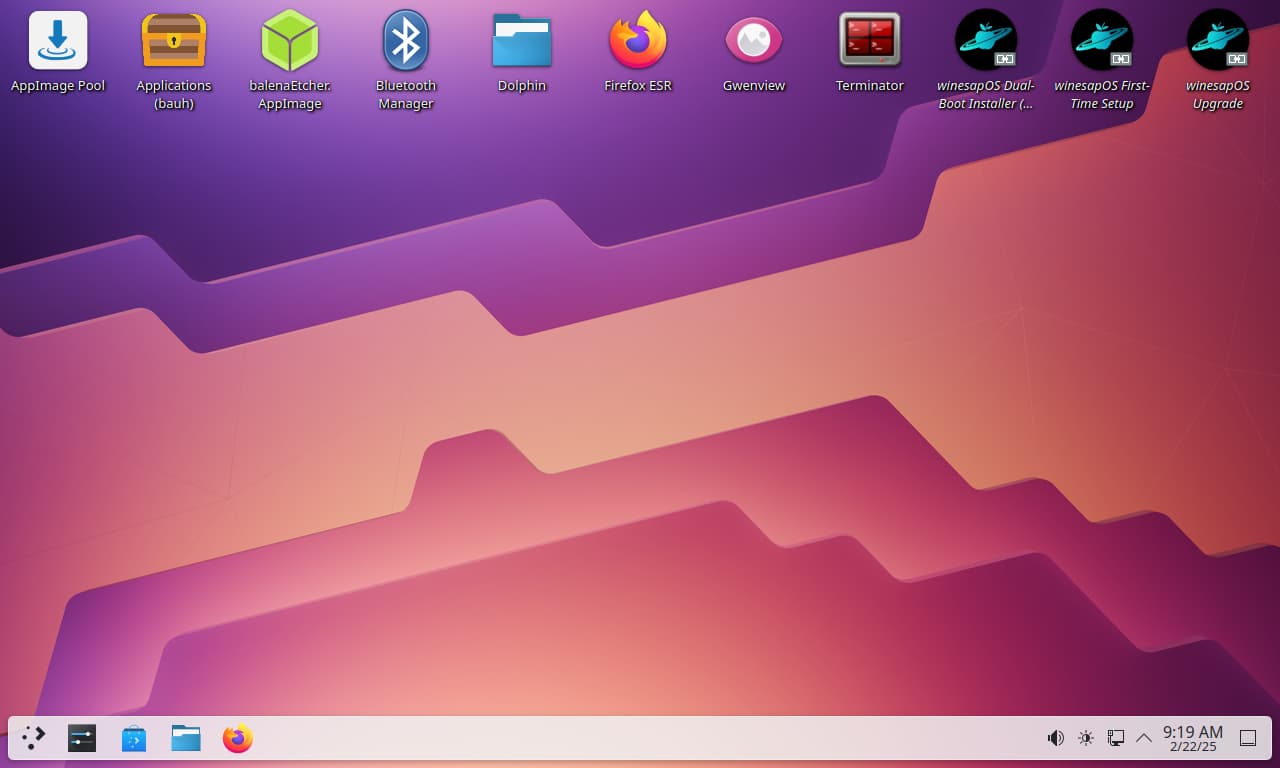 AppImage Pool
Applications
(bauh)
balenaEtcher.
AppImage
Bluetooth
Manager
Dolphin
Firefox ESR
Gwenview
Terminator
winesapOS Dual-
Boot Installer (...
winesapOS First-
Time Setup
winesapOS
Upgrade
9:19 AM
2/22/25